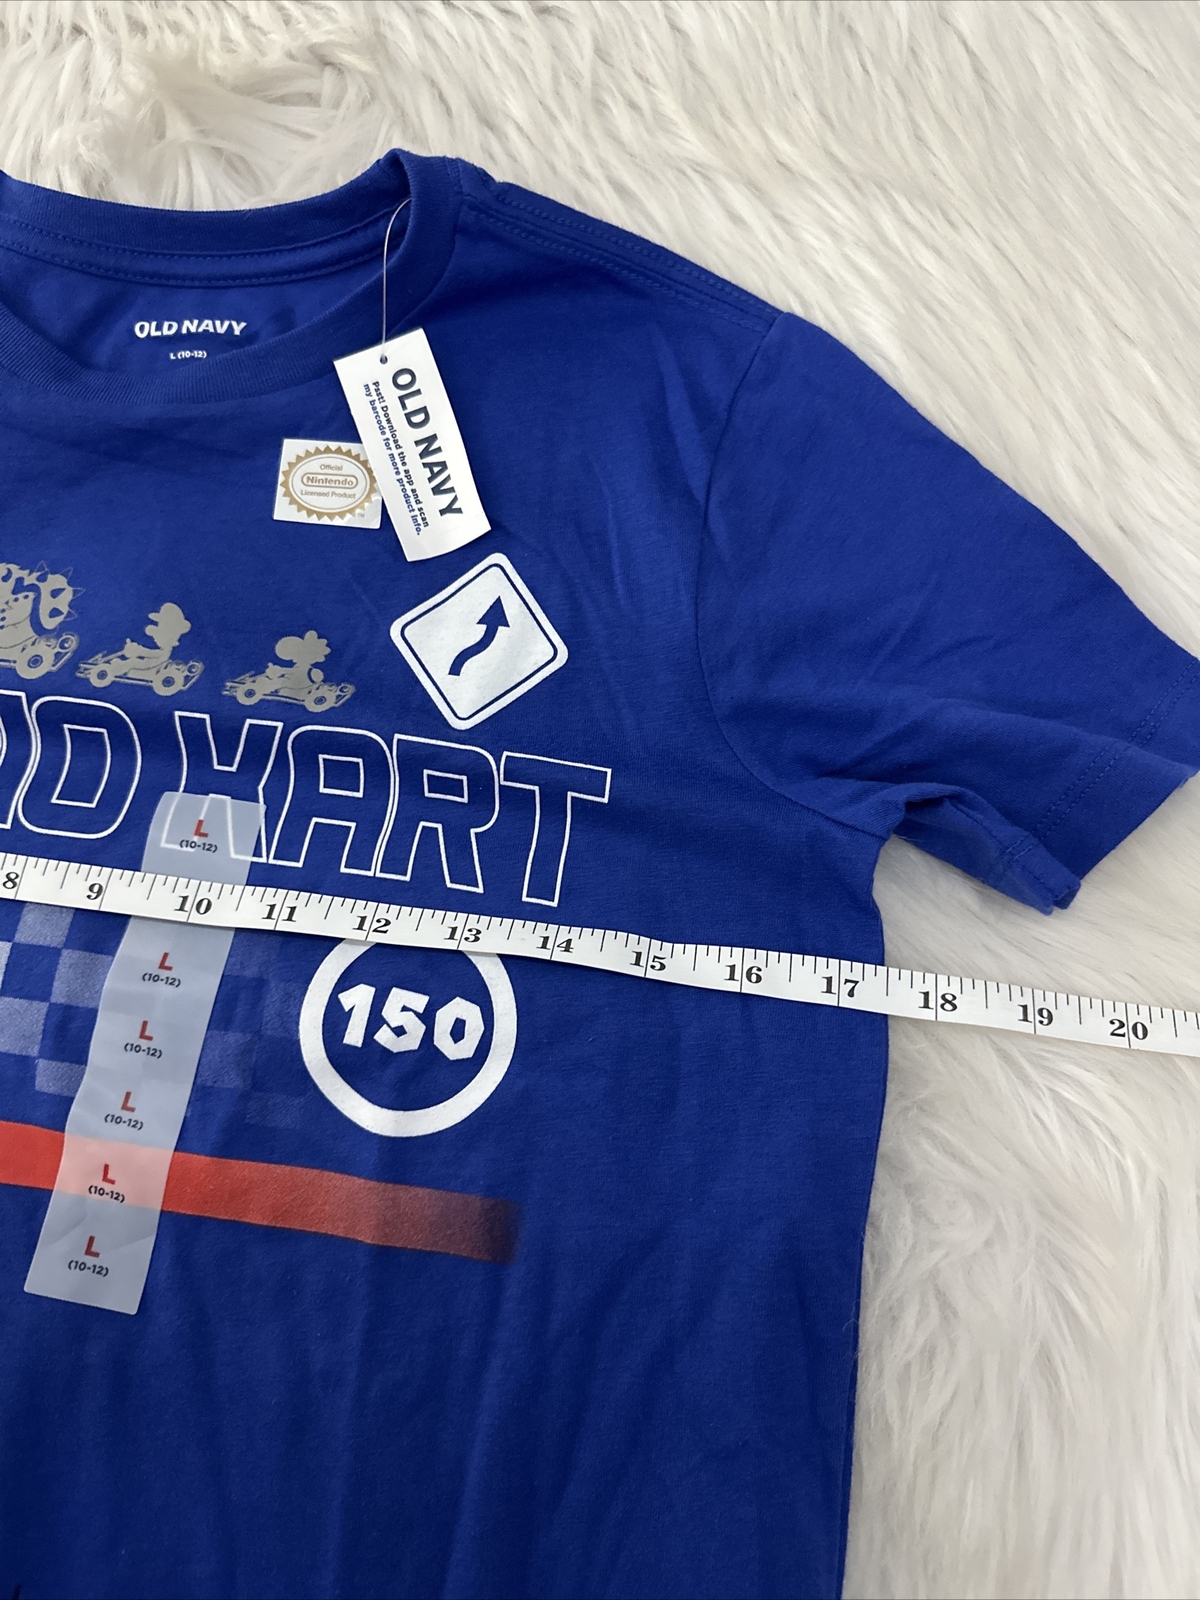 OLD NAVY
L (10-12)
OLD NAVY
Psst! Download the app and scan
my barcode for more product info.
Official
Nintendo
Licensed Product
TM
IO KART
L
(10-12)
8 9 10 11 12 13 14 15 16 17 18 19 20
L
(10-12)
150
L
(10-12)
L
(10-12)
L
(10-12)
L
(10-12)